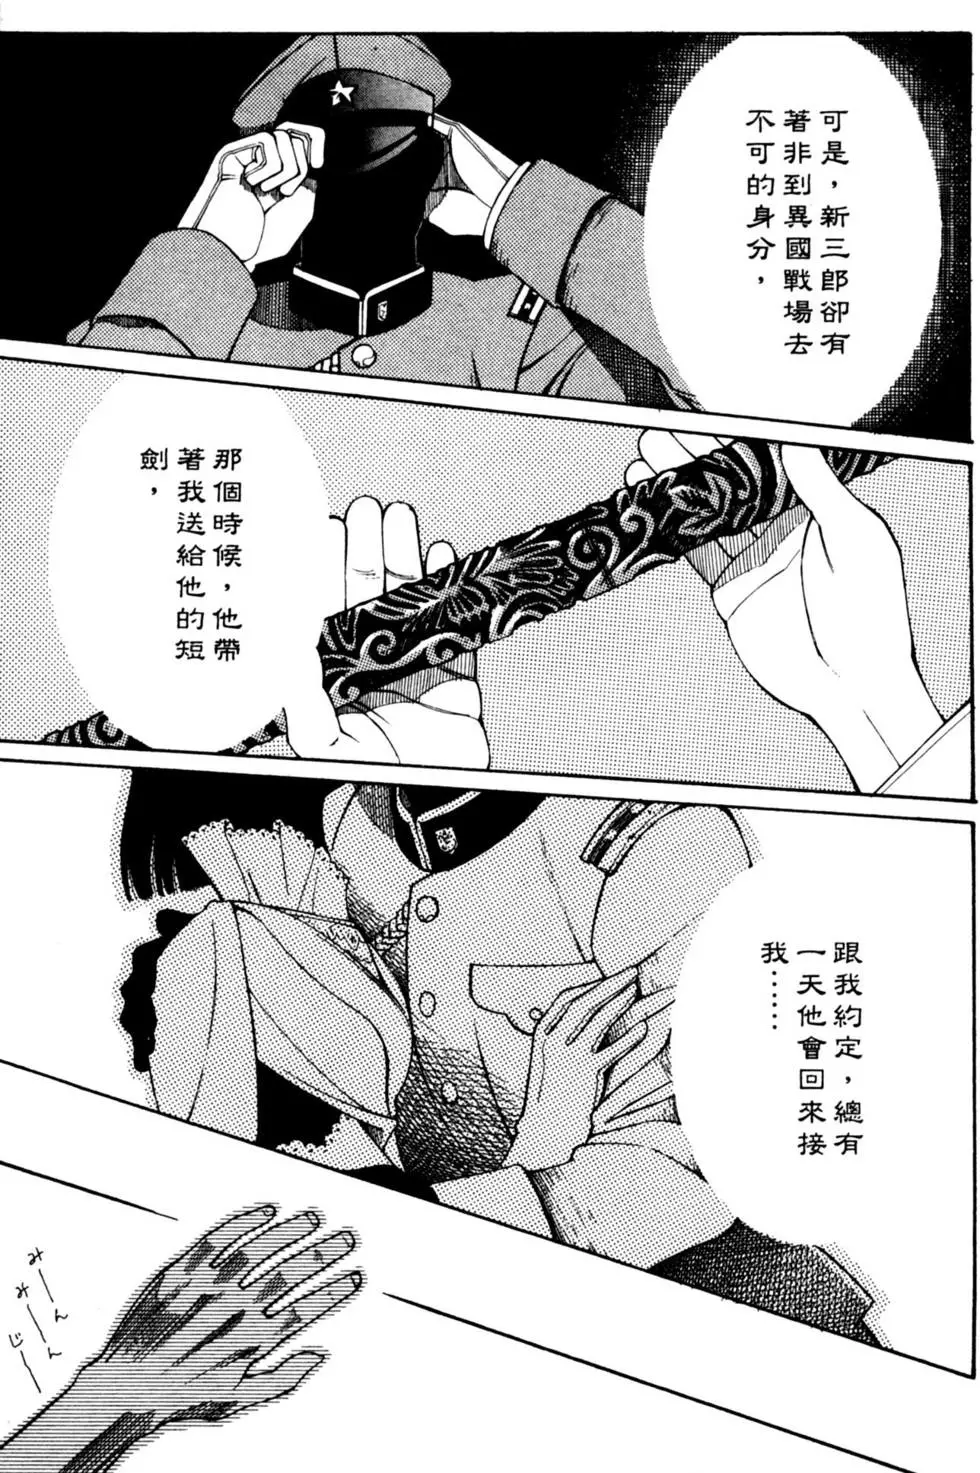 可是，新三郎卻有
著非到異國戰場去
不可的身分，
那個時候，他帶
著我送給他的短
劍，
跟我約定，總有
一天他會回來接
我……
みーんみーん
じー